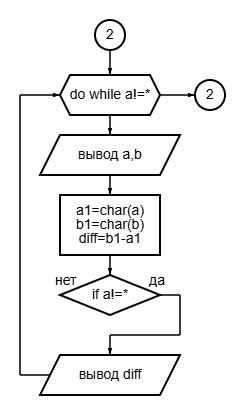 2
do while a!=*
2
вывод a,b
a1=char(a)
b1=char(b)
diff=b1-a1
нет
да
if a!=*
вывод diff